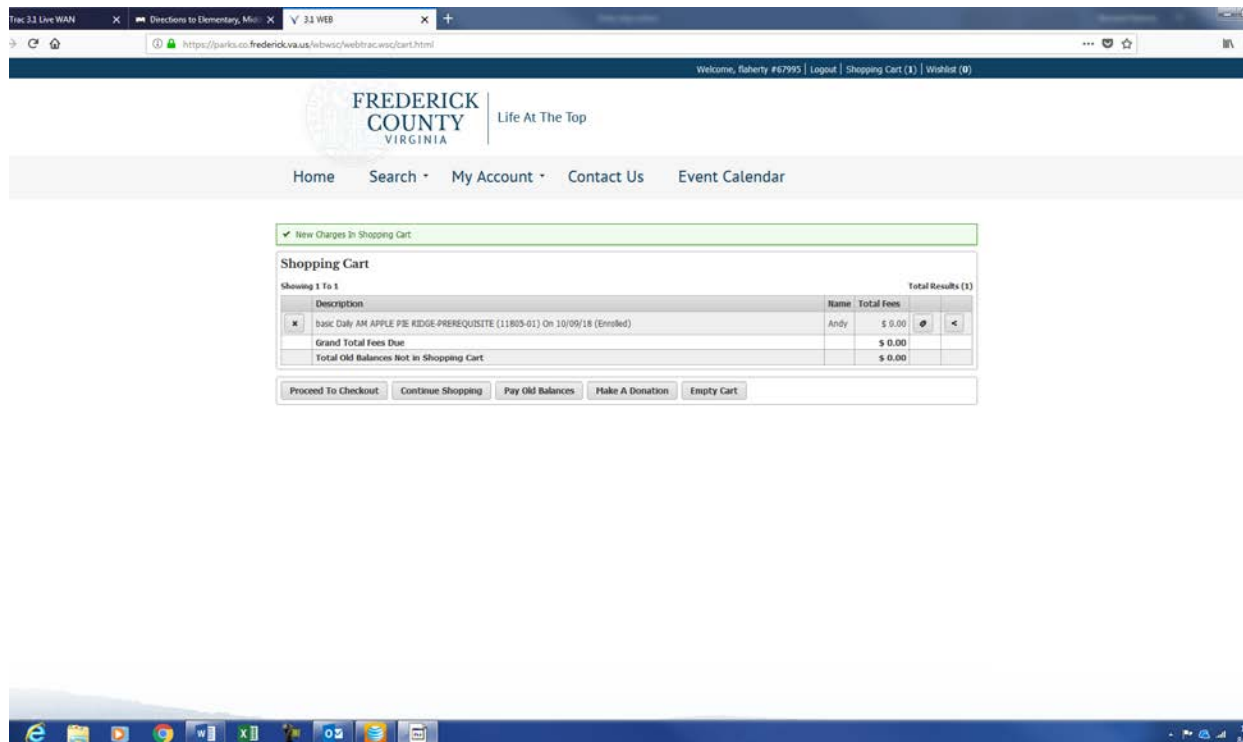 Trac 3.1 Live WAN
Directions to Elementary, Mid
3.1 WEB
https://parks.co.frederick.va.us/wbwsc/webtrac.wsc/cart.html
Welcome, flaherty #67995 | Logout | Shopping Cart (1) | Wishlist (0)
FREDERICK
COUNTY
VIRGINIA
Life At The Top
Home Search My Account Contact Us Event Calendar
New Charges In Shopping Cart
Shopping Cart
Showing 1 To 1 Total Results (1)
Description Name Total Fees
basic Daily AM APPLE PIE RIDGE-PREREQUISITE (11805-01) On 10/09/18 (Enrolled) Andy $ 0.00
Grand Total Fees Due $ 0.00
Total Old Balances Not in Shopping Cart $ 0.00
Proceed To Checkout Continue Shopping Pay Old Balances Make A Donation Empty Cart